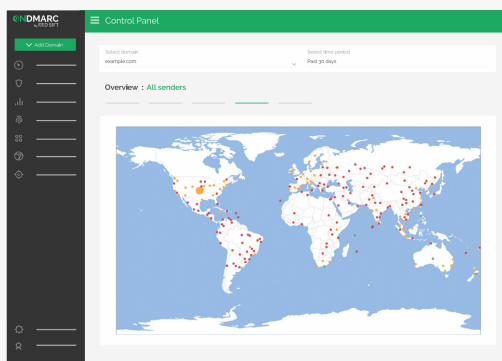 ONDMARC
by RED SIFT
Add Domain
Control Panel
Select domain
Select time period
example.com
Past 30 days
Overview : All senders